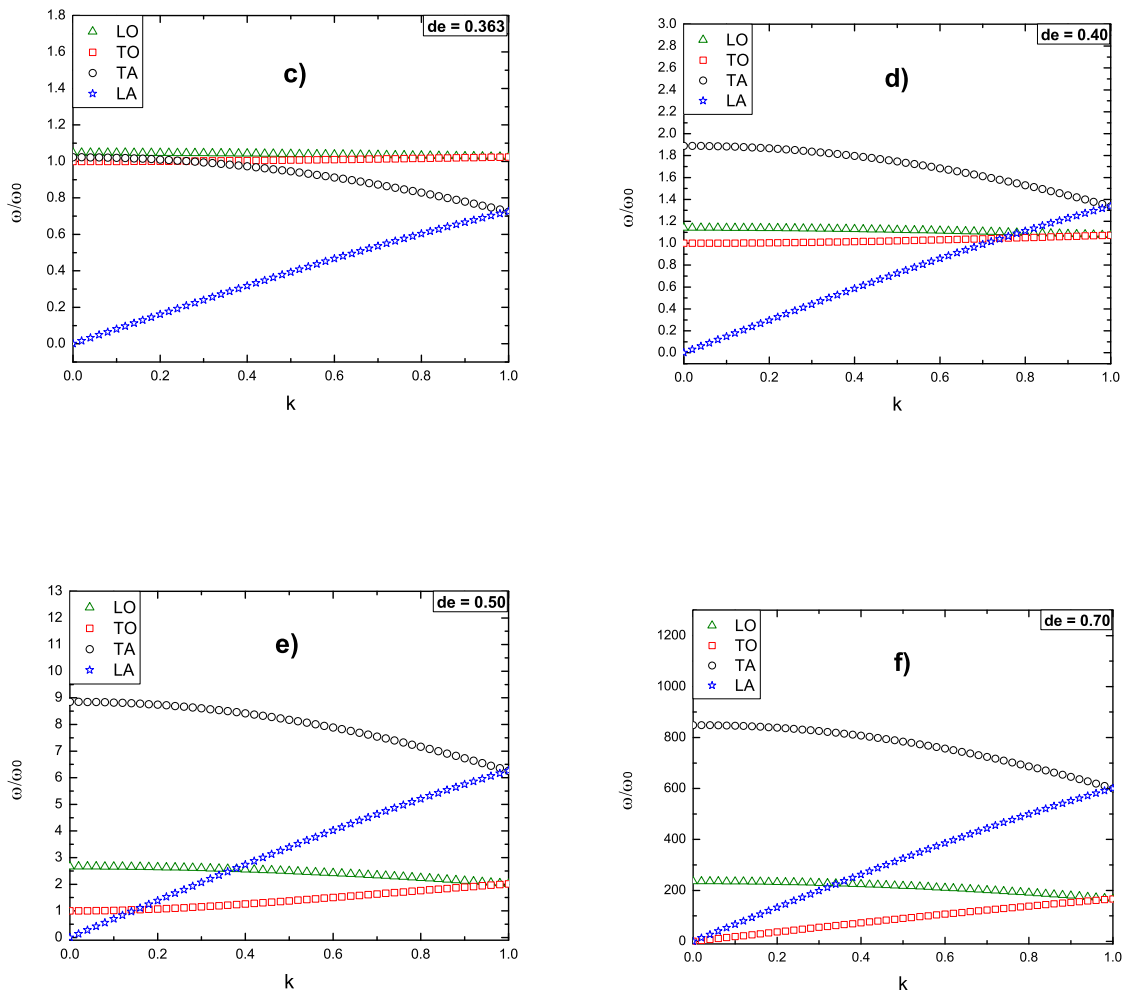 de = 0.363
LO
TO
TA
LA
c)
1.8
1.6
1.4
1.2
1.0
0.8
0.6
0.4
0.2
0.0
ω/ω0
0.0 0.2 0.4 0.6 0.8 1.0
k
de = 0.40
LO
TO
TA
LA
d)
3.0
2.8
2.6
2.4
2.2
2.0
1.8
1.6
1.4
1.2
1.0
0.8
0.6
0.4
0.2
0.0
ω/ω0
0.0 0.2 0.4 0.6 0.8 1.0
k
de = 0.50
LO
TO
TA
LA
e)
13
12
11
10
9
8
7
6
5
4
3
2
1
0
ω/ω0
0.0 0.2 0.4 0.6 0.8 1.0
k
de = 0.70
LO
TO
TA
LA
f)
1200
1000
800
600
400
200
0
ω/ω0
0.0 0.2 0.4 0.6 0.8 1.0
k